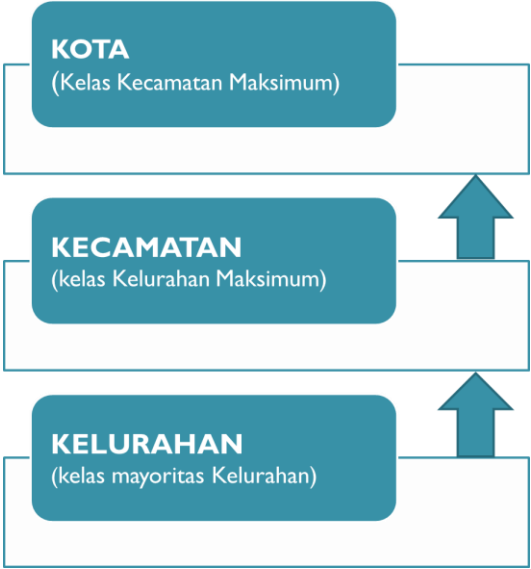 KOTA
(Kelas Kecamatan Maksimum)
KECAMATAN
(kelas Kelurahan Maksimum)
KELURAHAN
(kelas mayoritas Kelurahan)